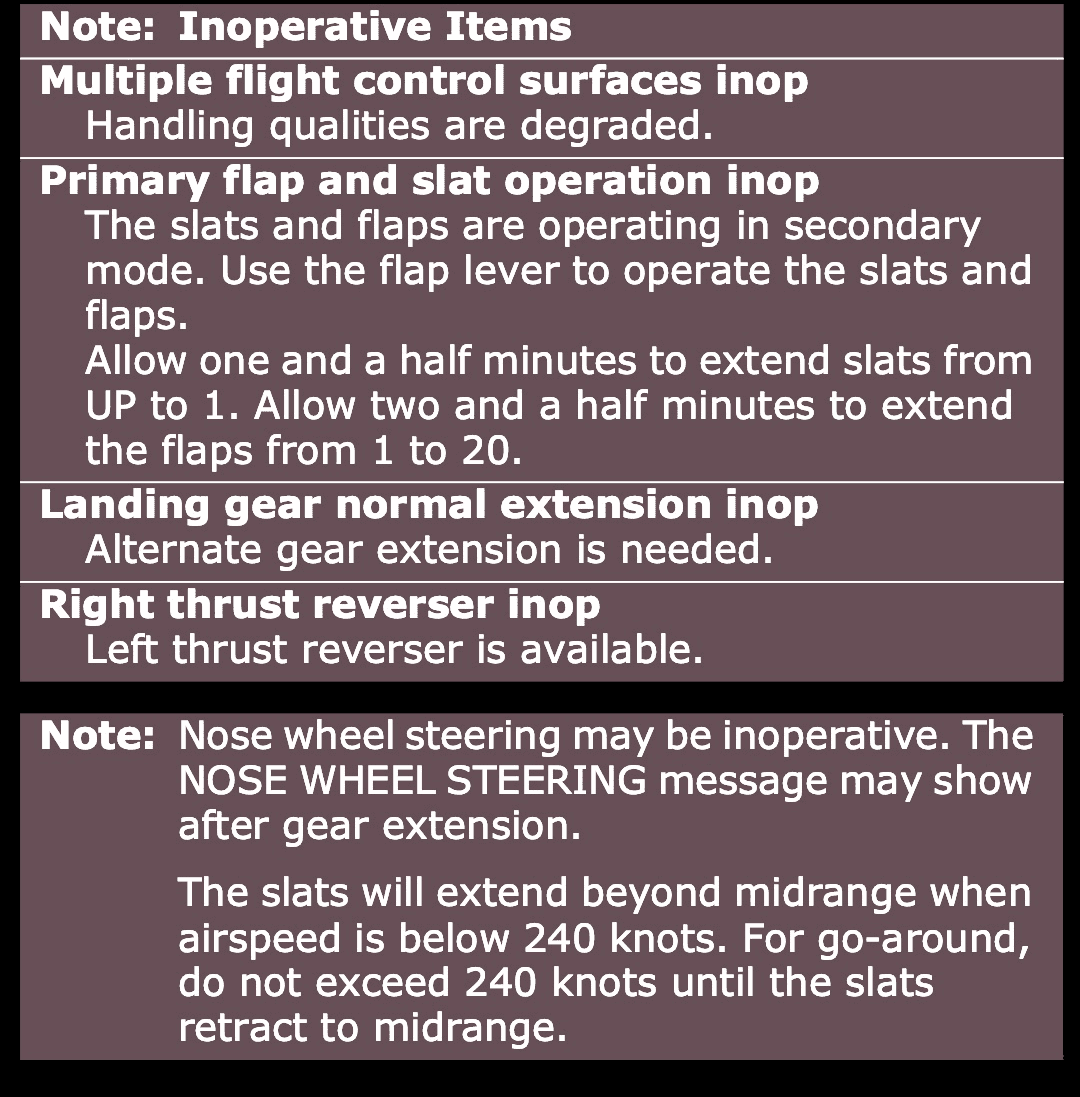 Note: Inoperative Items
Multiple flight control surfaces inop
Handling qualities are degraded.
Primary flap and slat operation inop
The slats and flaps are operating in secondary
mode. Use the flap lever to operate the slats and
flaps.
Allow one and a half minutes to extend slats from
UP to 1. Allow two and a half minutes to extend
the flaps from 1 to 20.
Landing gear normal extension inop
Alternate gear extension is needed.
Right thrust reverser inop
Left thrust reverser is available.
Note: Nose wheel steering may be inoperative. The
NOSE WHEEL STEERING message may show
after gear extension.
The slats will extend beyond midrange when
airspeed is below 240 knots. For go-around,
do not exceed 240 knots until the slats
retract to midrange.